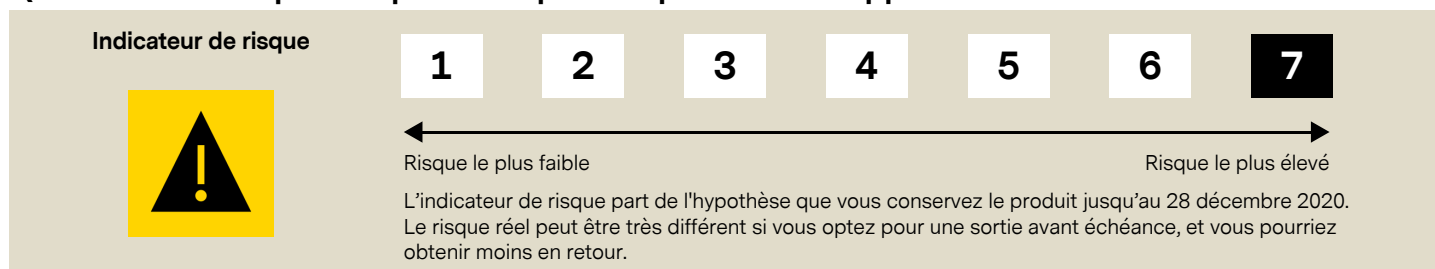 Indicateur de risque
1 2 3 4 5 6 7
Risque le plus faible Risque le plus élevé
L’indicateur de risque part de l'hypothèse que vous conservez le produit jusqu’au 28 décembre 2020.
Le risque réel peut être très différent si vous optez pour une sortie avant échéance, et vous pourriez
obtenir moins en retour.